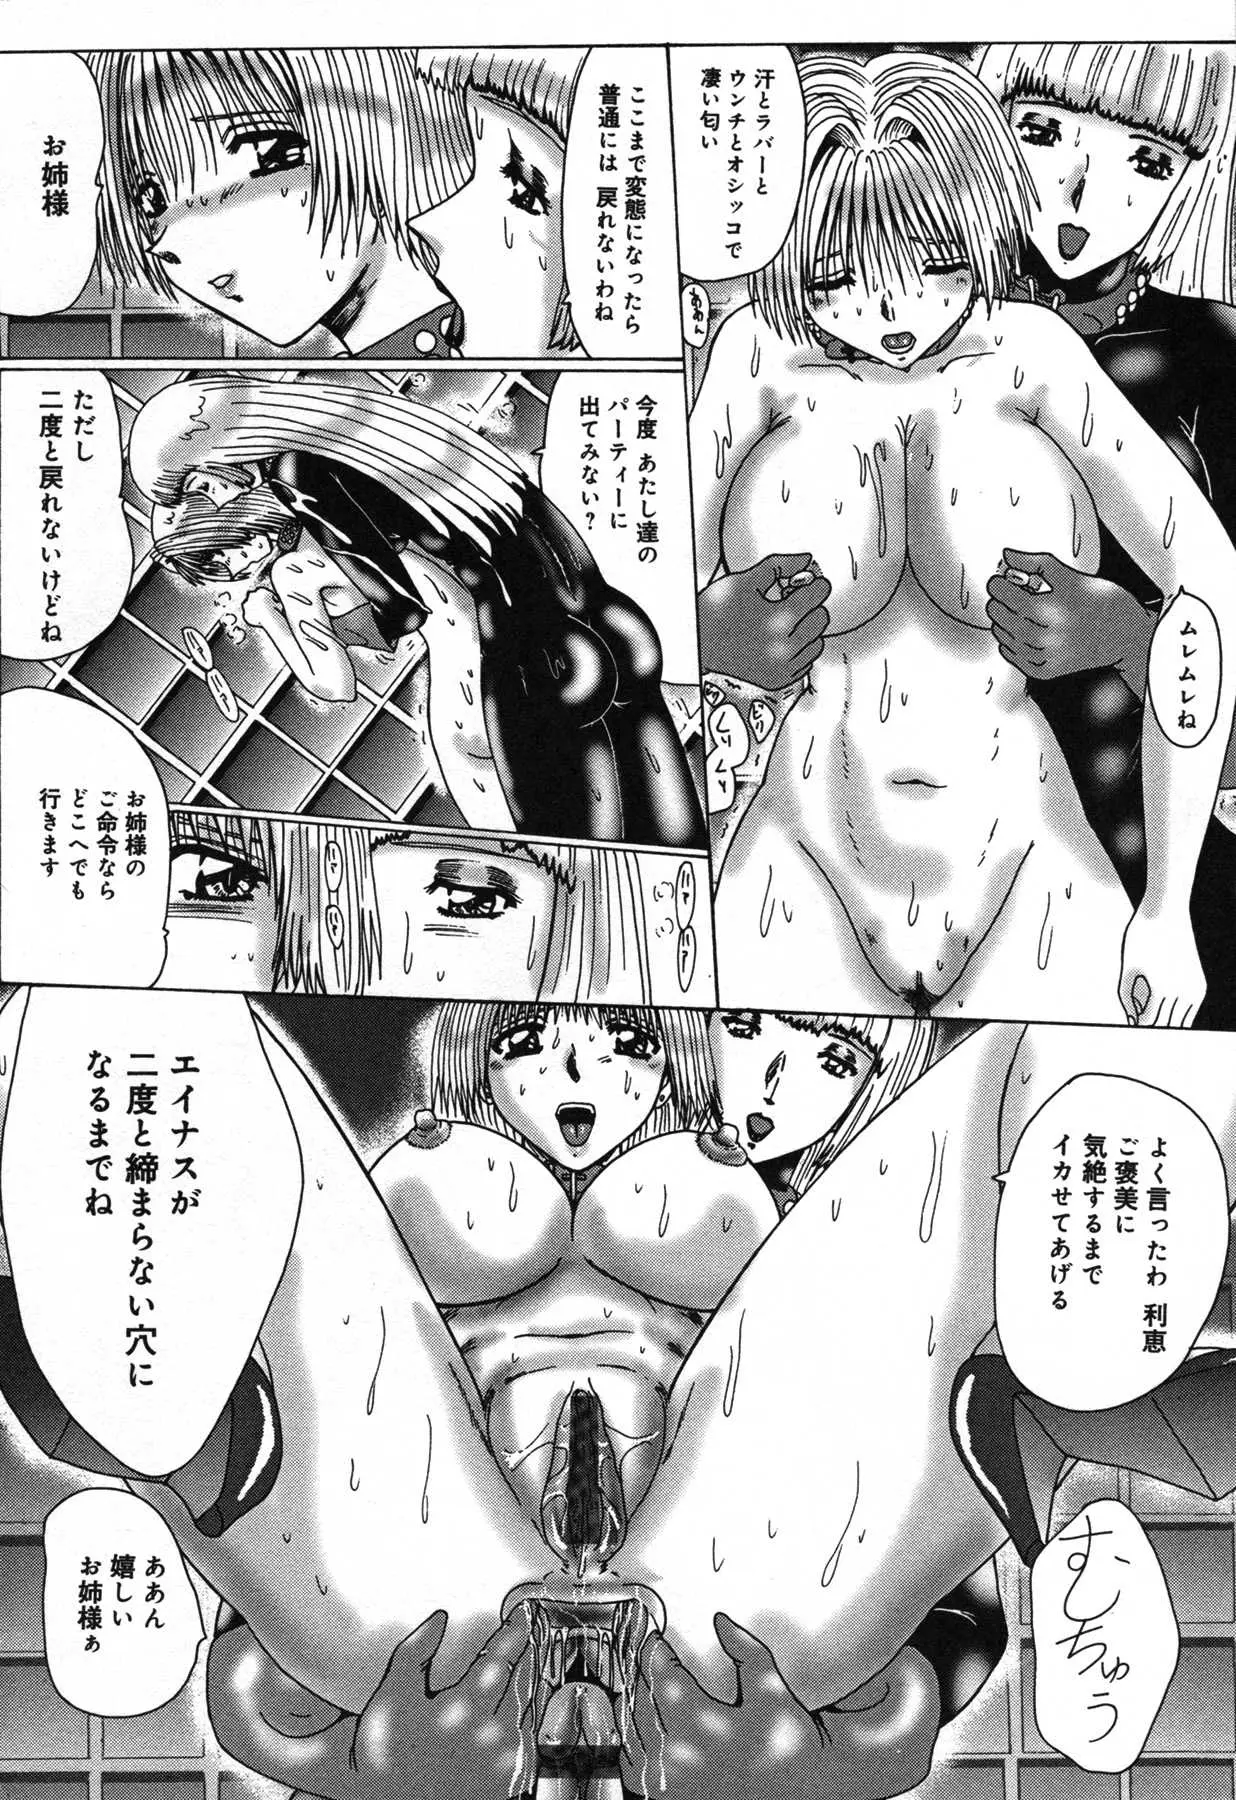 汗とラバーと
ウンチとオシッコで
凄い匂い
ああん
ムレムレね
くりくり
ここまで変態になったら
普通には 戻れないわね
お姉様
今度 あたし達の
パーティーに
出てみない?
ただし
二度と戻れないけどね
お姉様の
ご命令なら
どこへでも
行きます
よく言ったわ 利恵
ご褒美に
気絶するまで
イカせてあげる
エイナスが
二度と締まらない穴に
なるまでね
むちゅう
ああん
嬉しい
お姉様ぁ